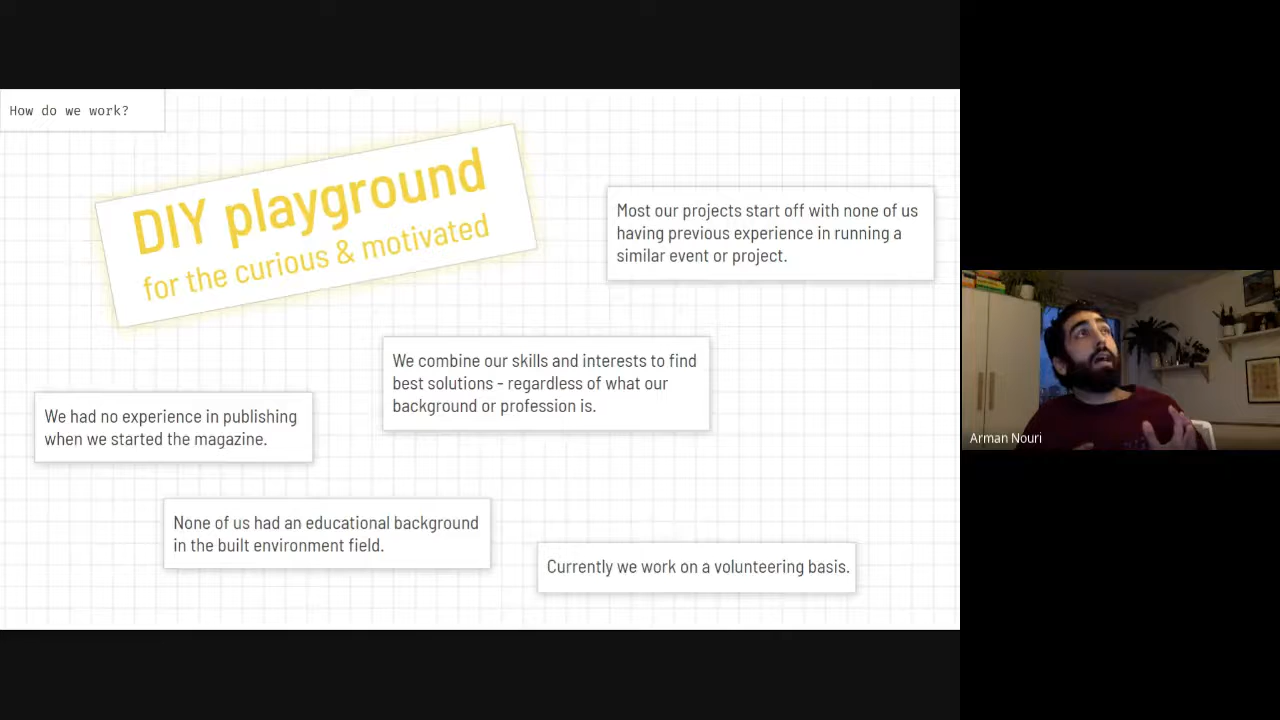 How do we work?
DIY playground
for the curious & motivated
Most our projects start off with none of us
having previous experience in running a
similar event or project.
We combine our skills and interests to find
best solutions - regardless of what our
background or profession is.
We had no experience in publishing
when we started the magazine.
None of us had an educational background
in the built environment field.
Currently we work on a volunteering basis.
Arman Nouri